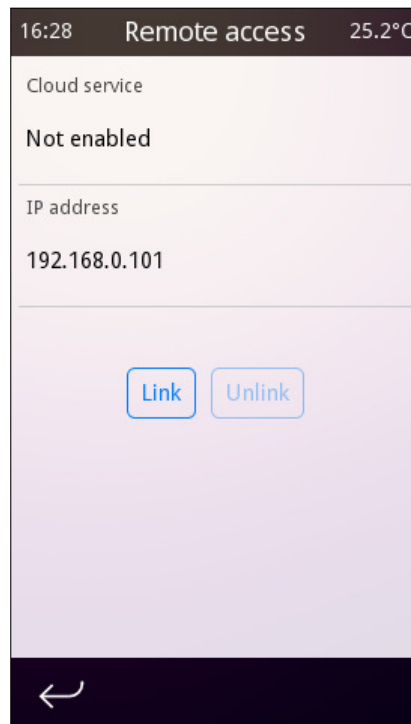 16:28 Remote access 25.2°C
Cloud service
Not enabled
IP address
192.168.0.101
Link Unlink